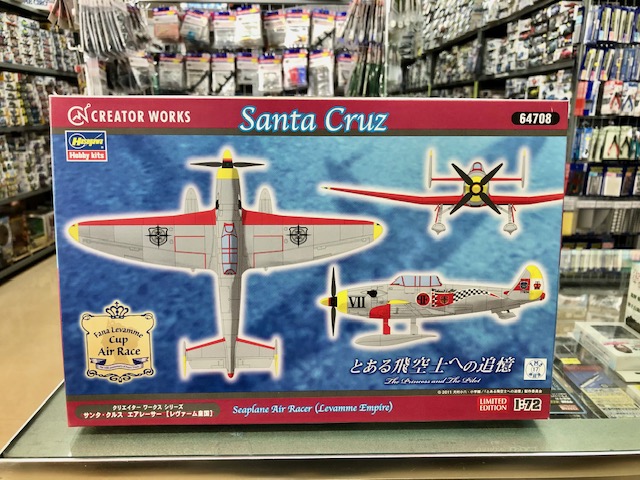 CREATOR WORKS
Santa Cruz
64708
Hasegawa
Hobby kits
VII
Fana Levamme
Cup
Air Race
とある飛空士への追憶
The Princess and The Pilot
クリエイター ワークス シリーズ
サンタ・クルス エアレーサー [レヴァーム皇国]
Seaplane Air Racer (Levamme Empire)
LIMITED
EDITION
1:72